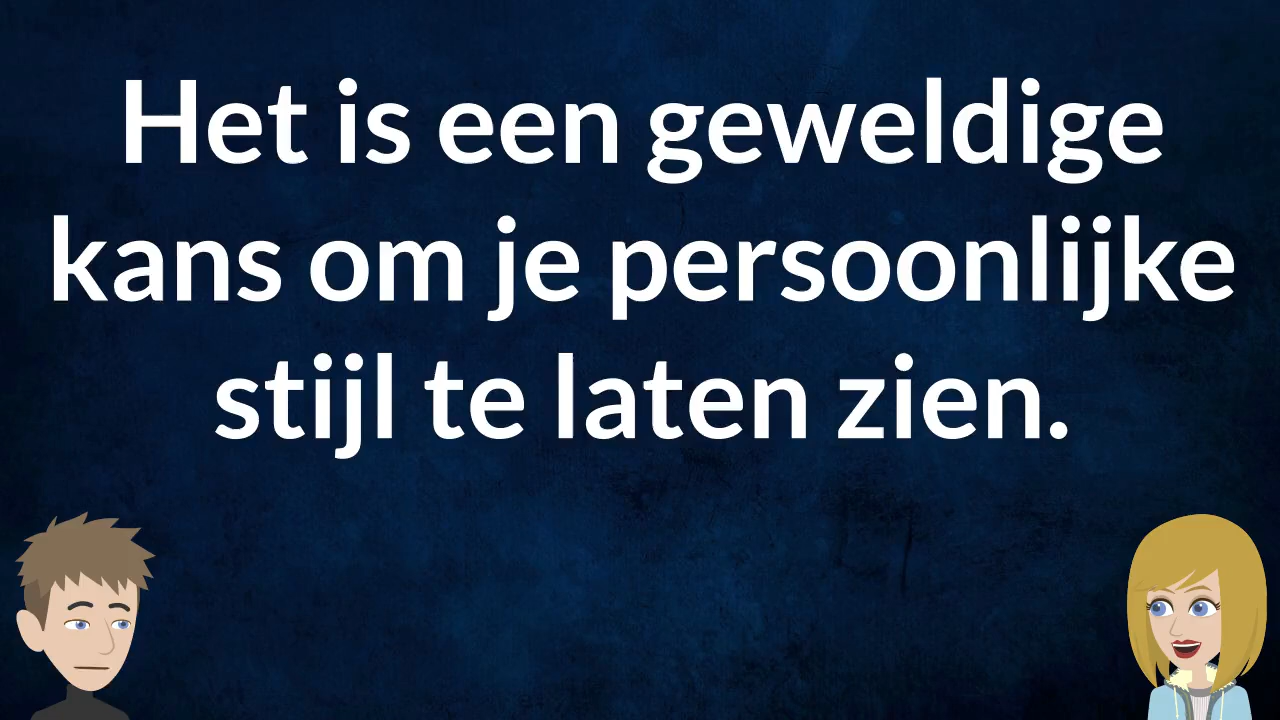 Het is een geweldige
kans om je persoonlijke
stijl te laten zien.